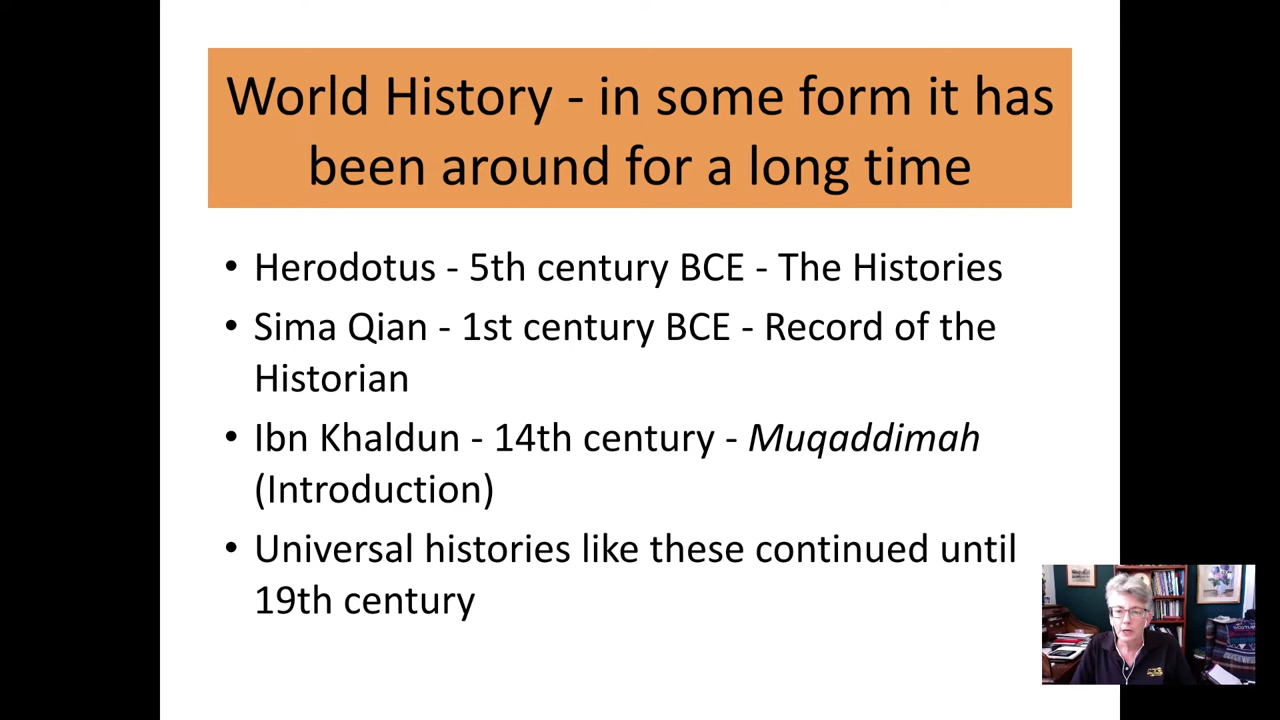 World History - in some form it has
been around for a long time
• Herodotus - 5th century BCE - The Histories
• Sima Qian - 1st century BCE - Record of the
Historian
• Ibn Khaldun - 14th century - Muqaddimah
(Introduction)
• Universal histories like these continued until
19th century